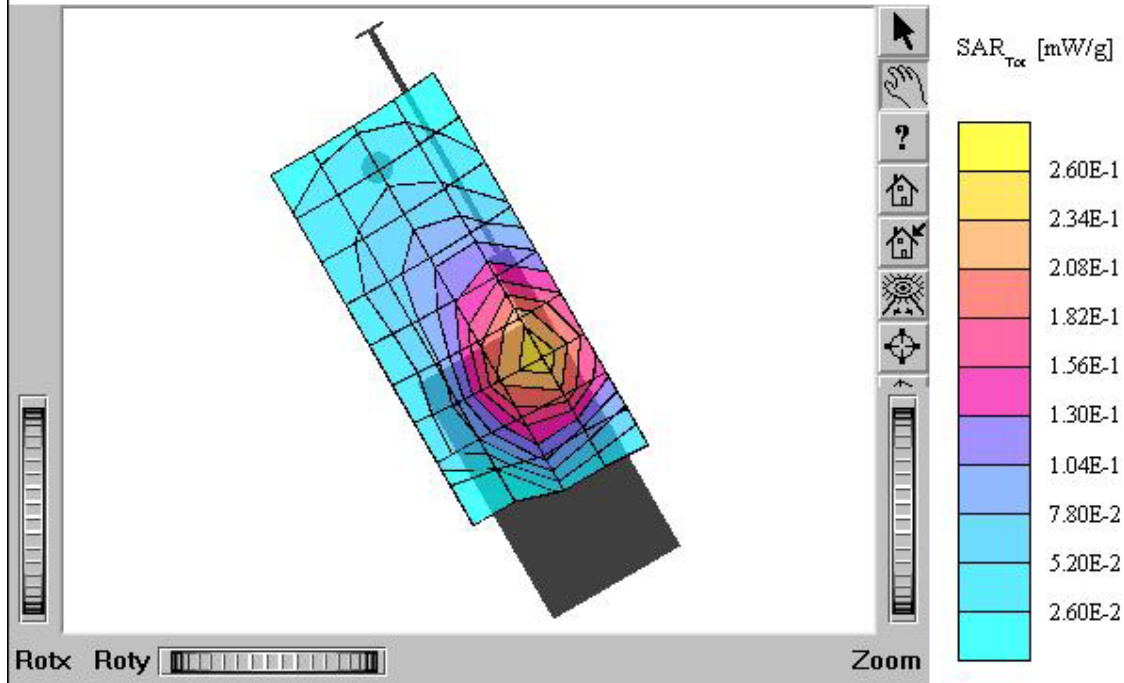 SAR_Tot [mW/g]
?
2.60E-1
2.34E-1
2.08E-1
1.82E-1
1.56E-1
1.30E-1
1.04E-1
7.80E-2
5.20E-2
2.60E-2
Rotx Roty Zoom